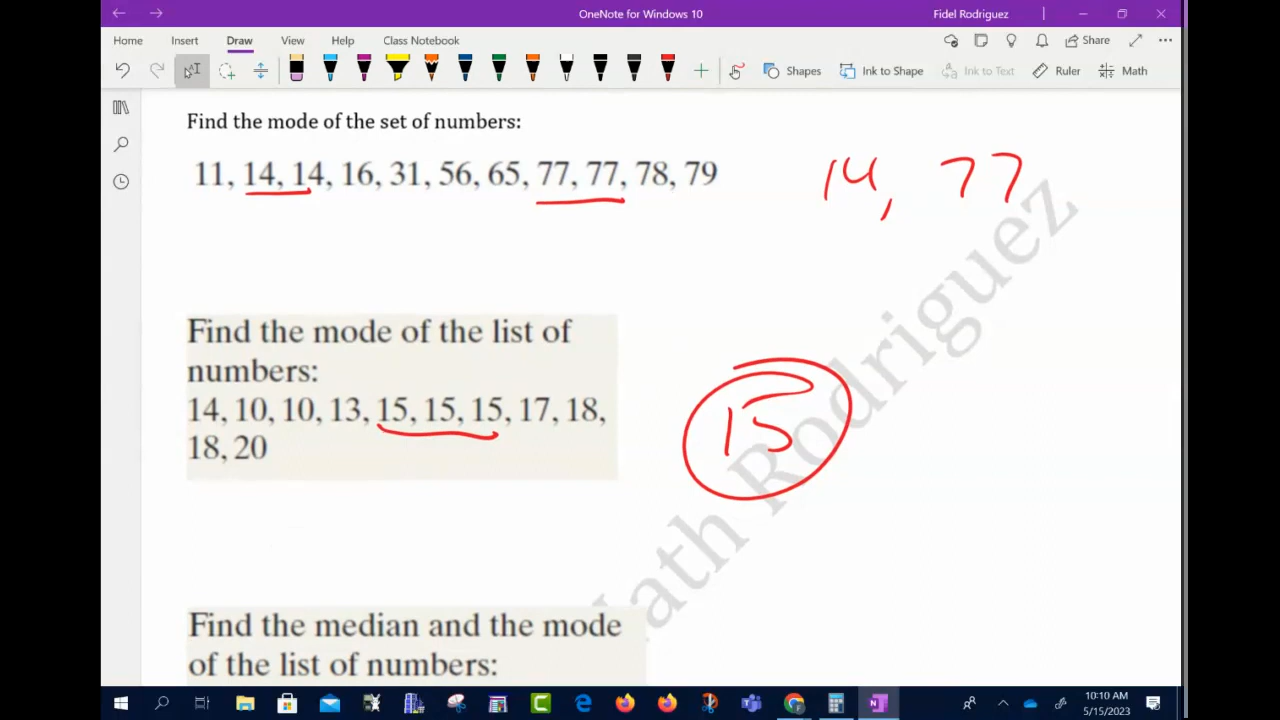 OneNote for Windows 10
Fidel Rodriguez
Home Insert Draw View Help Class Notebook
Share
Shapes
Ink to Shape
Ink to Text
Ruler
Math
Find the mode of the set of numbers:
11, 14, 14, 16, 31, 56, 65, 77, 77, 78, 79
14, 77
Find the mode of the list of
numbers:
14, 10, 10, 13, 15, 15, 15, 17, 18,
18, 20
15
Math Rodriguez
Find the median and the mode
of the list of numbers:
10:10 AM
5/15/2023